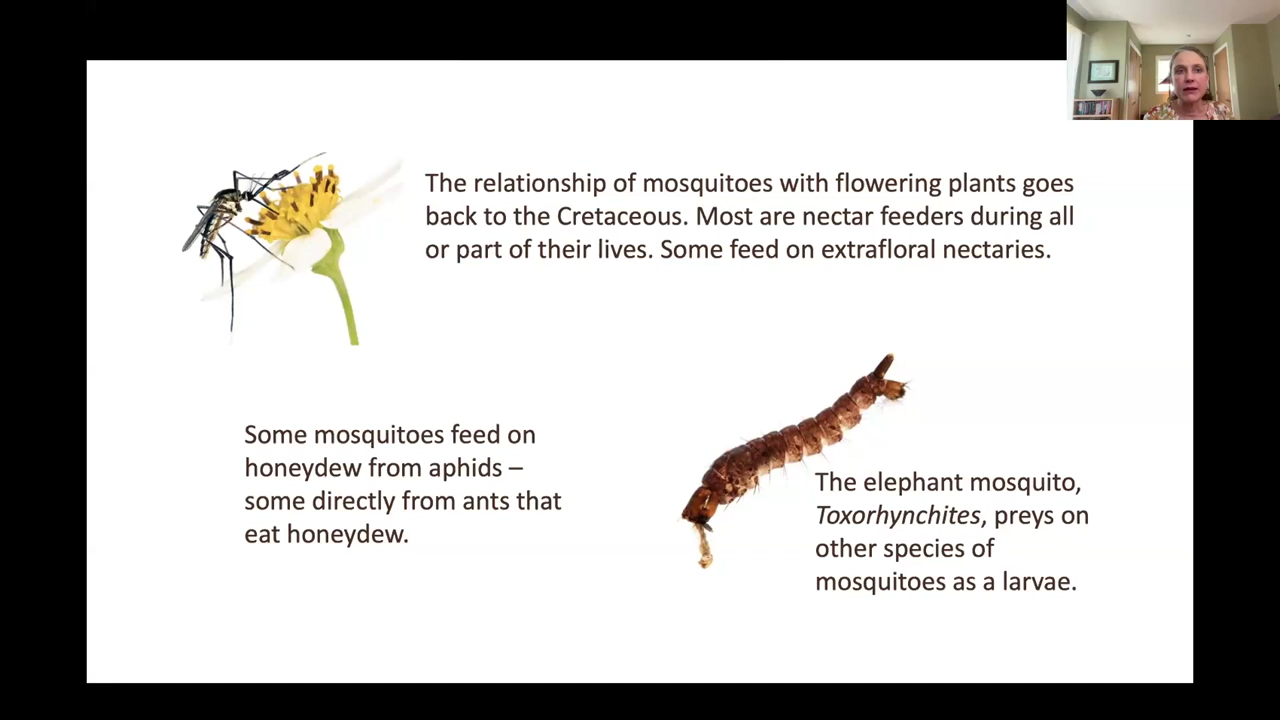 The relationship of mosquitoes with flowering plants goes
back to the Cretaceous. Most are nectar feeders during all
or part of their lives. Some feed on extrafloral nectaries.
Some mosquitoes feed on
honeydew from aphids –
some directly from ants that
eat honeydew.
The elephant mosquito,
Toxorhynchites, preys on
other species of
mosquitoes as a larvae.